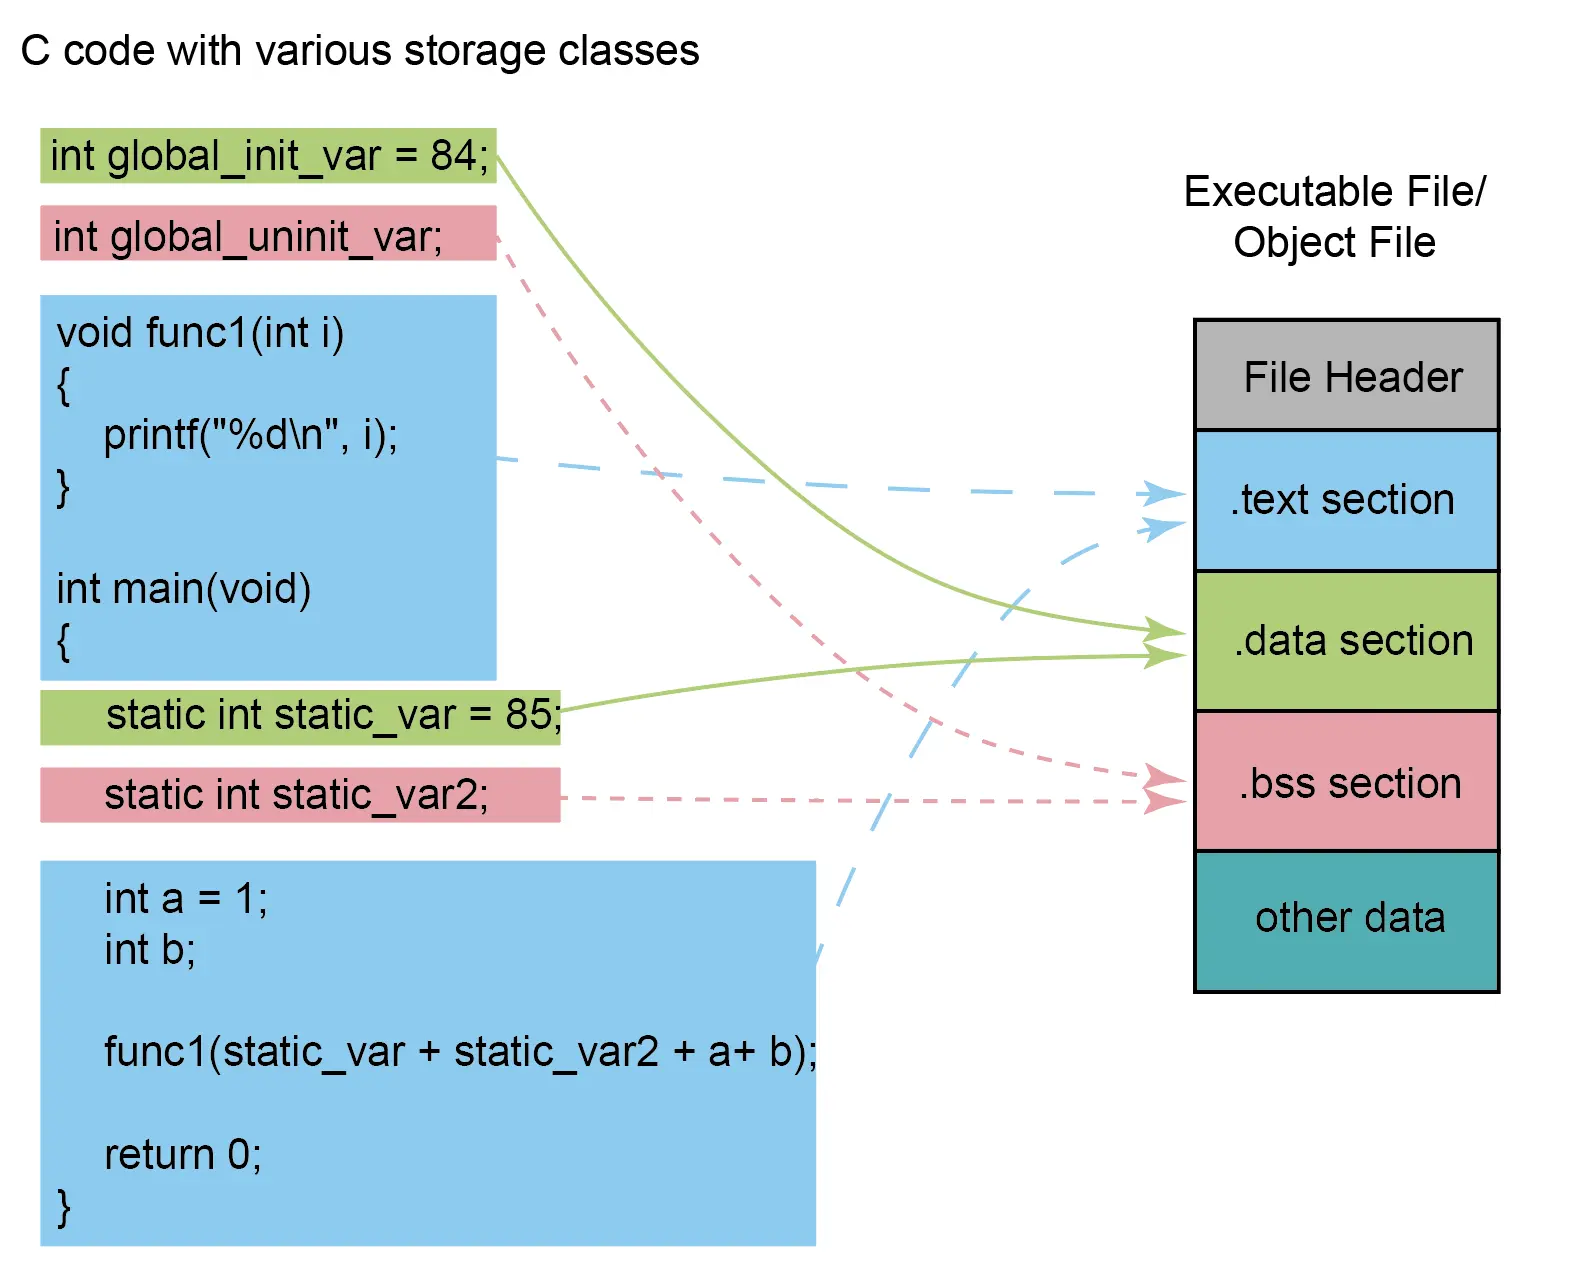 C code with various storage classes
int global_init_var = 84;
int global_uninit_var;
void func1(int i)
{
printf("%d\n", i);
}
int main(void)
{
static int static_var = 85;
static int static_var2;
int a = 1;
int b;
func1(static_var + static_var2 + a+ b);
return 0;
}
Executable File/
Object File
File Header
.text section
.data section
.bss section
other data